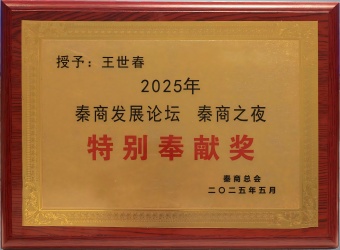 授予：王世春
2025年
秦商发展论坛 秦商之夜
特别奉献奖
秦商总会
二〇二五年五月